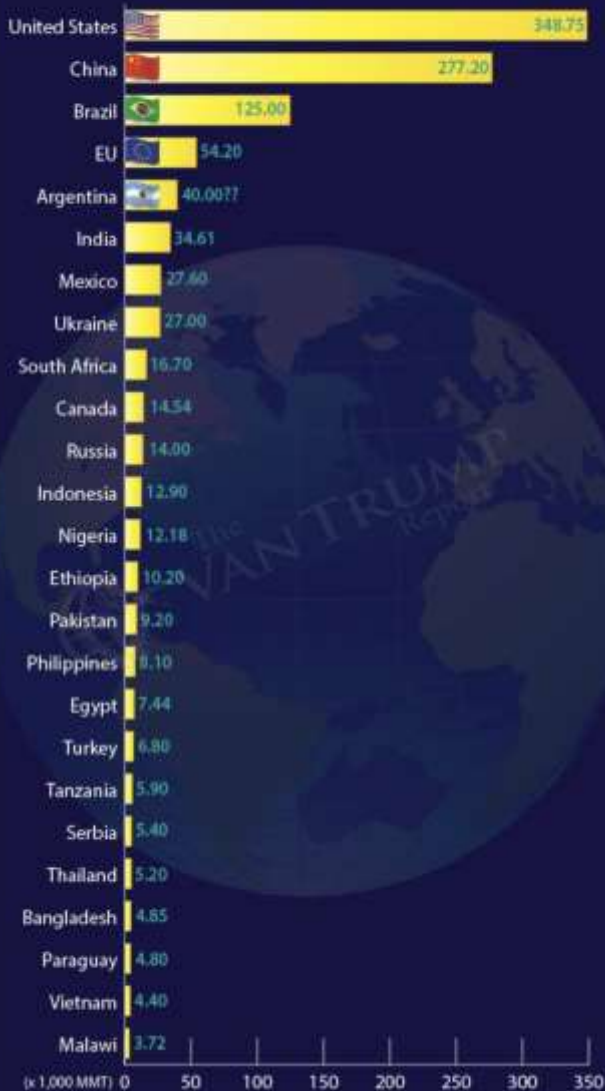 United States 348.75
China 277.20
Brazil 125.00
EU 54.20
Argentina 40.00??
India 34.61
Mexico 27.60
Ukraine 27.00
South Africa 16.70
Canada 14.54
Russia 14.00
Indonesia 12.90
Nigeria 12.18
Ethiopia 10.20
Pakistan 9.20
Philippines 8.10
Egypt 7.44
Turkey 6.80
Tanzania 5.90
Serbia 5.40
Thailand 5.20
Bangladesh 4.85
Paraguay 4.80
Vietnam 4.40
Malawi 3.72
(x 1,000 MMT) 0 50 100 150 200 250 300 350
The
VAN TRUMP
Report